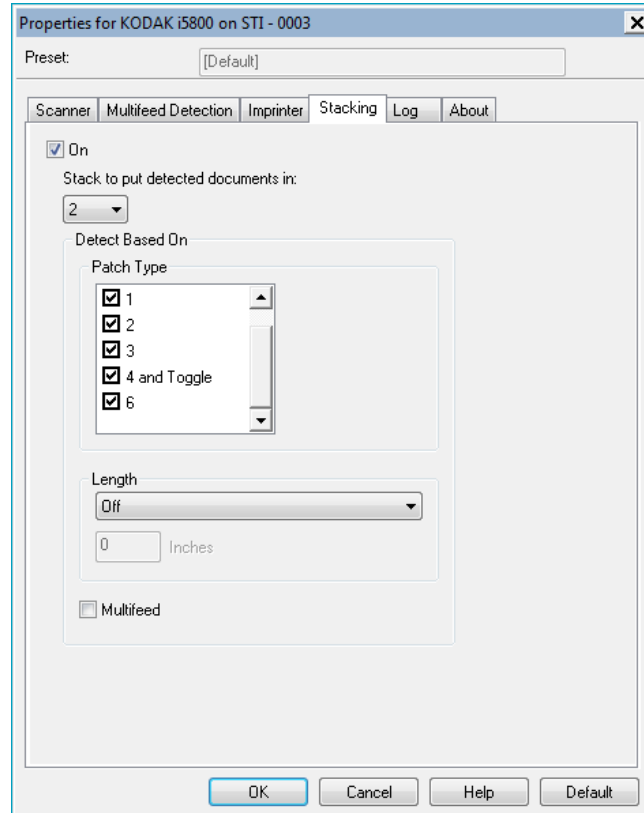 Properties for KODAK i5800 on STI - 0003
Preset: [Default]
Scanner Multifeed Detection Imprinter Stacking Log About
On
Stack to put detected documents in:
2
Detect Based On
Patch Type
1
2
3
4 and Toggle
6
Length
Off
0 Inches
Multifeed
OK Cancel Help Default